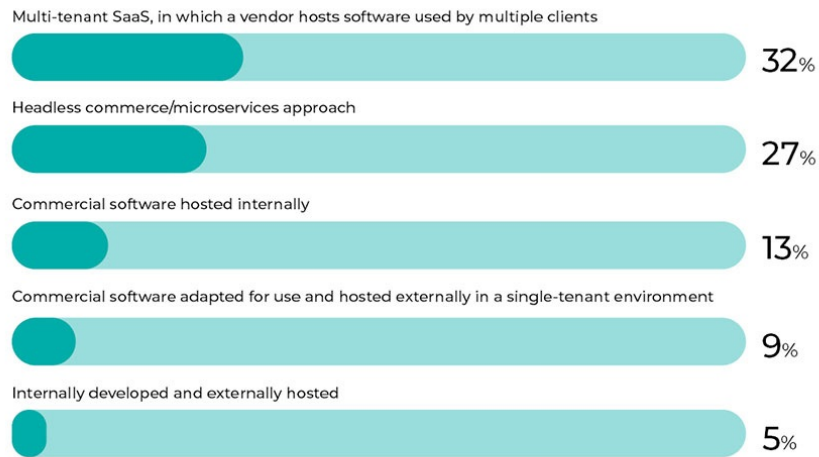 Multi-tenant SaaS, in which a vendor hosts software used by multiple clients
32%
Headless commerce/microservices approach
27%
Commercial software hosted internally
13%
Commercial software adapted for use and hosted externally in a single-tenant environment
9%
Internally developed and externally hosted
5%